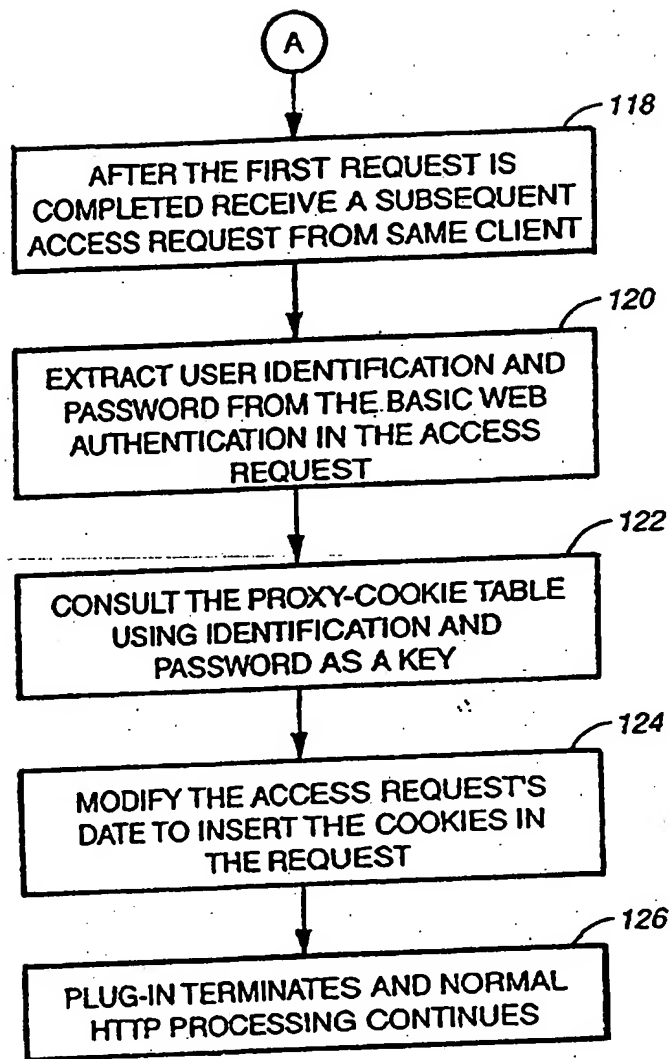 A
118
AFTER THE FIRST REQUEST IS
COMPLETED RECEIVE A SUBSEQUENT
ACCESS REQUEST FROM SAME CLIENT
120
EXTRACT USER IDENTIFICATION AND
PASSWORD FROM THE BASIC WEB
AUTHENTICATION IN THE ACCESS
REQUEST
122
CONSULT THE PROXY-COOKIE TABLE
USING IDENTIFICATION AND
PASSWORD AS A KEY
124
MODIFY THE ACCESS REQUEST'S
DATE TO INSERT THE COOKIES IN
THE REQUEST
126
PLUG-IN TERMINATES AND NORMAL
HTTP PROCESSING CONTINUES